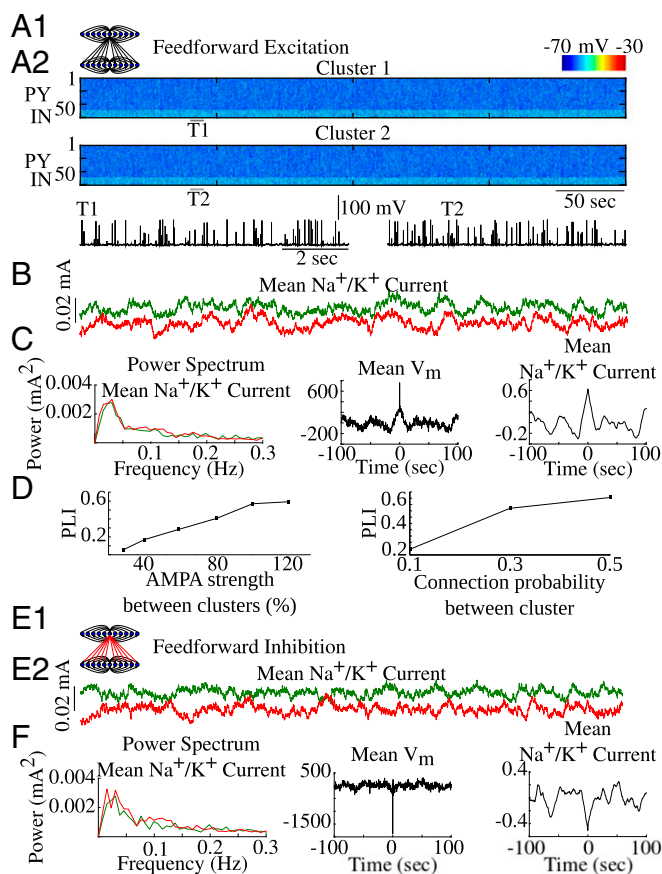 A1
Feedforward Excitation
-70 mV -30
A2
Cluster 1
1
PY
50
IN
T1
Cluster 2
1
PY
50
IN
T2
50 sec
T1
100 mV
T2
2 sec
B
0.02 mA
Mean Na+/K+ Current
C
Power Spectrum
Mean Na+/K+ Current
Power (mA2)
0.004
0.002
0 0.1 0.2 0.3
Frequency (Hz)
Mean Vm
600
-200
-100 0 100
Time (sec)
Mean
Na+/K+ Current
0.6
-0.2
-100 0 100
Time (sec)
D
PLI
0.6
0.2
40 80 120
AMPA strength
between clusters (%)
PLI
0.6
0.4
0.2
0.1 0.3 0.5
Connection probability
between cluster
E1
Feedforward Inhibition
E2
0.02 mA
Mean Na+/K+ Current
F
Power Spectrum
Mean Na+/K+ Current
Power (mA2)
0.004
0.002
0 0.1 0.2 0.3
Frequency (Hz)
Mean Vm
500
-1500
-100 0 100
Time (sec)
Mean
Na+/K+ Current
0.4
-0.4
-100 0 100
Time (sec)